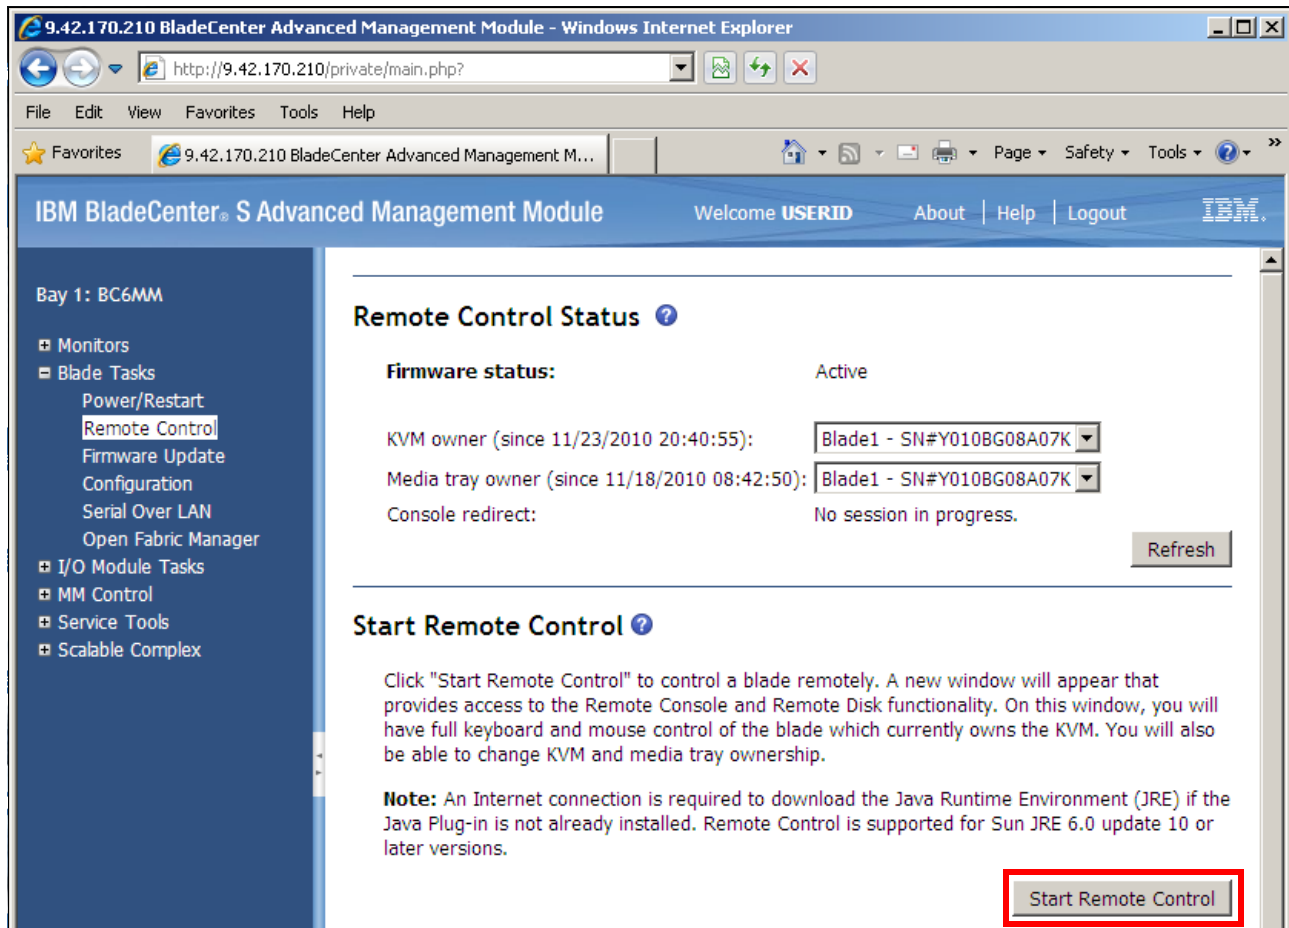 9.42.170.210 BladeCenter Advanced Management Module - Windows Internet Explorer
http://9.42.170.210/private/main.php?
File Edit View Favorites Tools Help
Favorites 9.42.170.210 BladeCenter Advanced Management M... Page Safety Tools »
IBM BladeCenter® S Advanced Management Module Welcome USERID About | Help | Logout IBM.
Bay 1: BC6MM
Monitors
Blade Tasks
Power/Restart
Remote Control
Firmware Update
Configuration
Serial Over LAN
Open Fabric Manager
I/O Module Tasks
MM Control
Service Tools
Scalable Complex
Remote Control Status ?
Firmware status: Active
KVM owner (since 11/23/2010 20:40:55): Blade1 - SN#Y010BG08A07K
Media tray owner (since 11/18/2010 08:42:50): Blade1 - SN#Y010BG08A07K
Console redirect: No session in progress.
Refresh
Start Remote Control ?
Click "Start Remote Control" to control a blade remotely. A new window will appear that
provides access to the Remote Console and Remote Disk functionality. On this window, you will
have full keyboard and mouse control of the blade which currently owns the KVM. You will also
be able to change KVM and media tray ownership.
Note: An Internet connection is required to download the Java Runtime Environment (JRE) if the
Java Plug-in is not already installed. Remote Control is supported for Sun JRE 6.0 update 10 or
later versions.
Start Remote Control